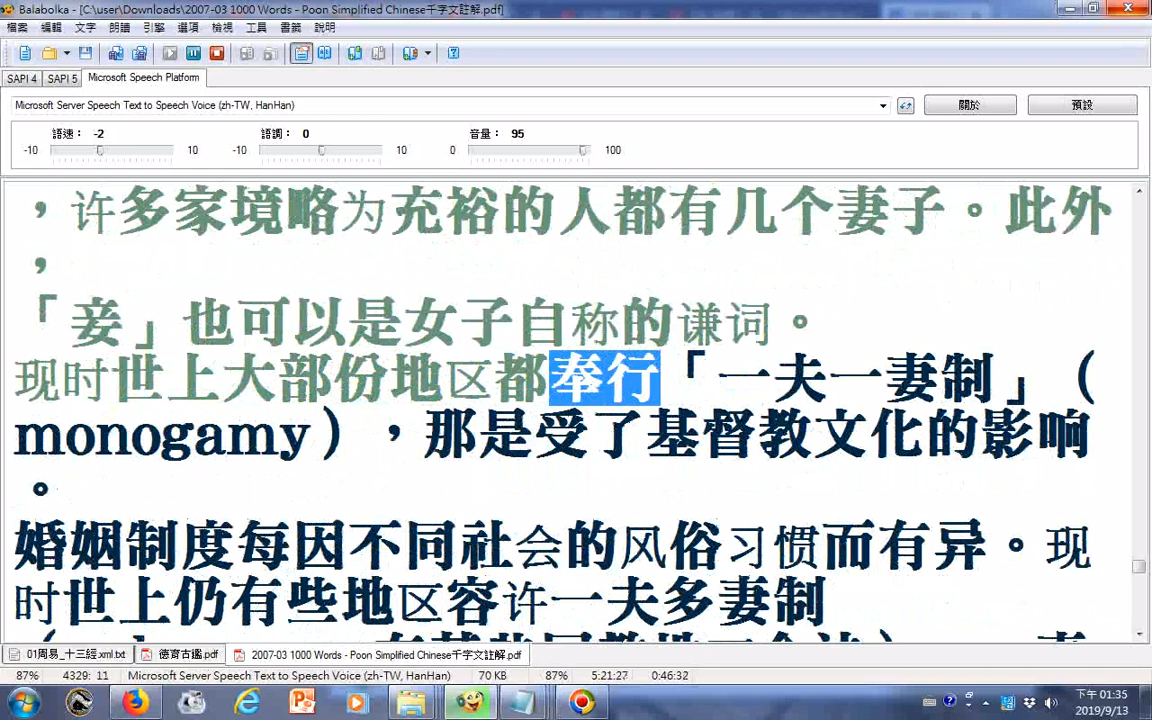 Balabolka - [C:\user\Downloads\2007-03 1000 Words - Poon Simplified Chinese千字文註解.pdf]
檔案 編輯 文字 朗讀 引擎 選項 檢視 工具 書籤 說明
SAPI 4 SAPI 5 Microsoft Speech Platform
Microsoft Server Speech Text to Speech Voice (zh-TW, HanHan) 關於 預設
語速： -2 語調： 0 音量： 95
-10 10 -10 10 0 100
，许多家境略为充裕的人都有几个妻子。此外
，
「妾」也可以是女子自称的谦词。
现时世上大部份地区都奉行「一夫一妻制」（
monogamy），那是受了基督教文化的影响
。
婚姻制度每因不同社会的风俗习惯而有异。现
时世上仍有些地区容许一夫多妻制
01周易_十三經.xml.txt 德育古鑑.pdf 2007-03 1000 Words - Poon Simplified Chinese千字文註解.pdf
87% 4329: 11 Microsoft Server Speech Text to Speech Voice (zh-TW, HanHan) 70 KB 87% 5:21:27 0:46:32
下午 01:35
2019/9/13